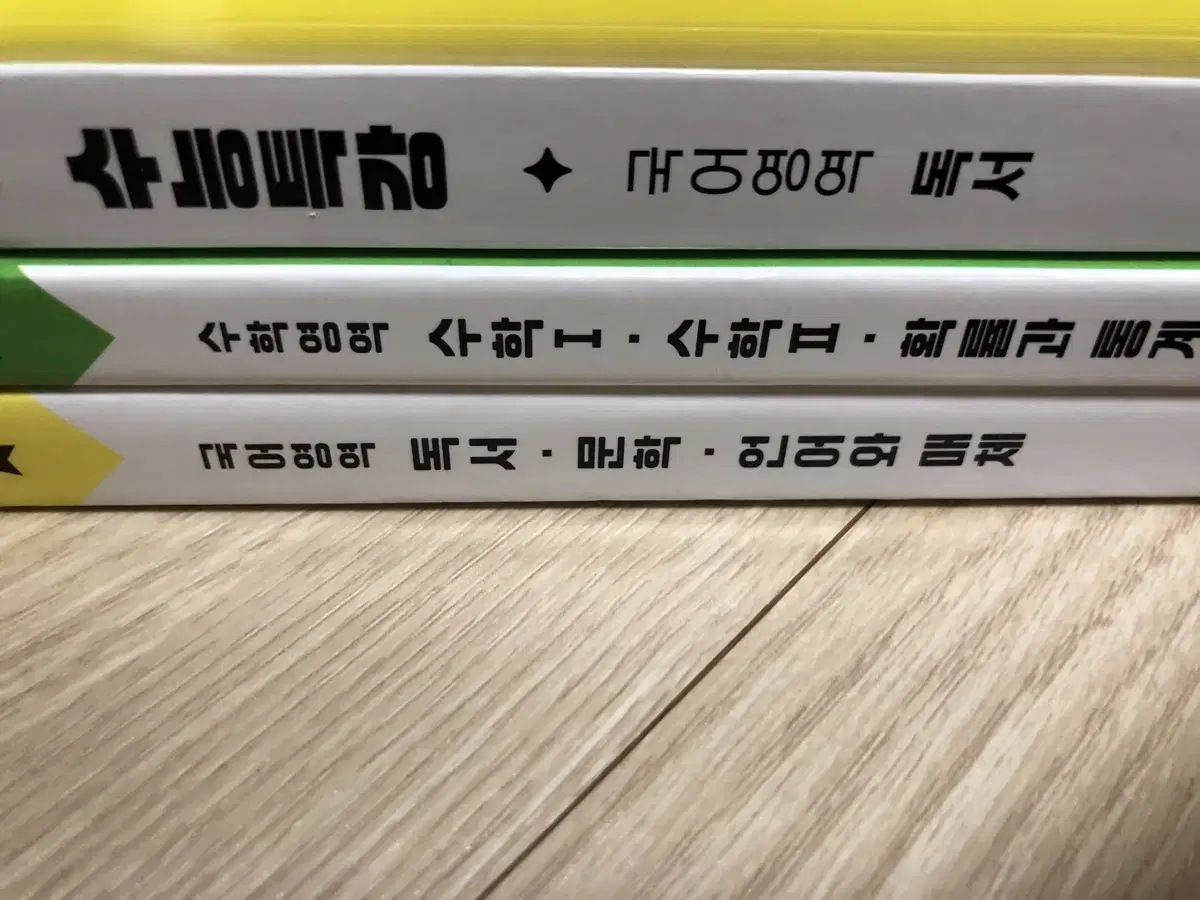 수능특강 국어영역 독서
수학영역 수학Ⅰ · 수학Ⅱ · 확률과 통계
국어영역 독서 · 문학 · 언어와 매체